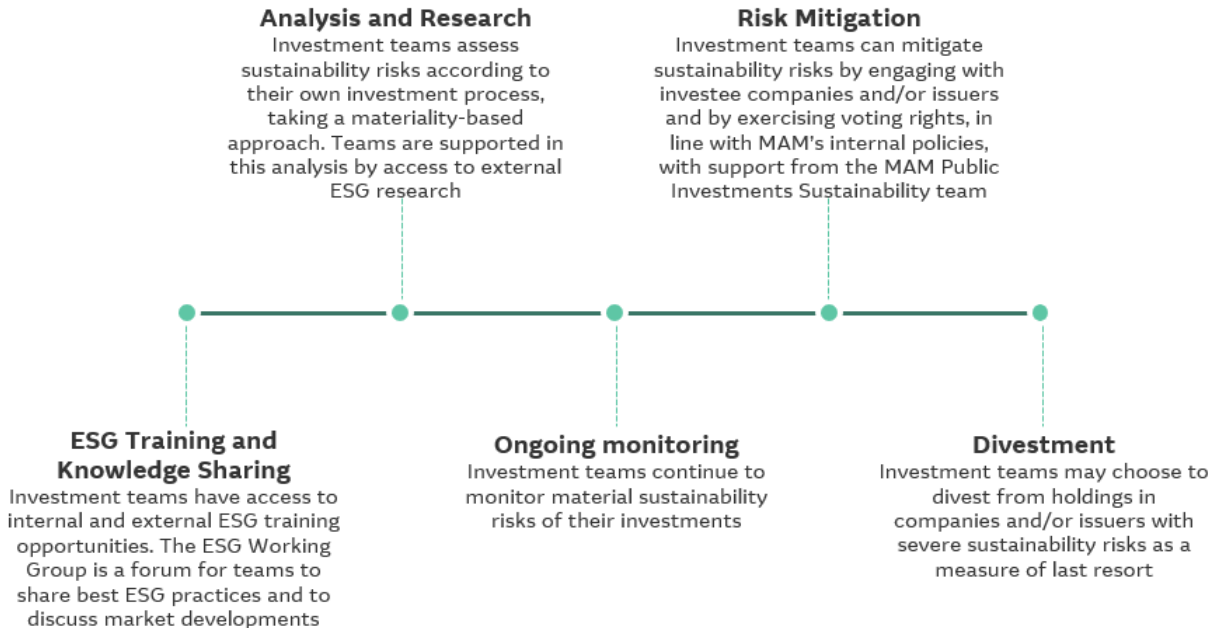 Analysis and Research
Investment teams assess
sustainability risks according to
their own investment process,
taking a materiality-based
approach. Teams are supported in
this analysis by access to external
ESG research
Risk Mitigation
Investment teams can mitigate
sustainability risks by engaging with
investee companies and/or issuers
and by exercising voting rights, in
line with MAM's internal policies,
with support from the MAM Public
Investments Sustainability team
ESG Training and
Knowledge Sharing
Investment teams have access to
internal and external ESG training
opportunities. The ESG Working
Group is a forum for teams to
share best ESG practices and to
discuss market developments
Ongoing monitoring
Investment teams continue to
monitor material sustainability
risks of their investments
Divestment
Investment teams may choose to
divest from holdings in
companies and/or issuers with
severe sustainability risks as a
measure of last resort